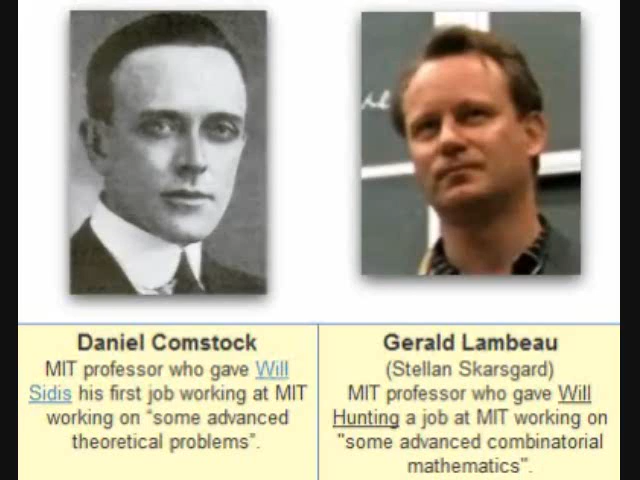 Daniel Comstock
MIT professor who gave Will
Sidis his first job working at MIT
working on “some advanced
theoretical problems”.
Gerald Lambeau
(Stellan Skarsgard)
MIT professor who gave Will
Hunting a job at MIT working on
"some advanced combinatorial
mathematics".